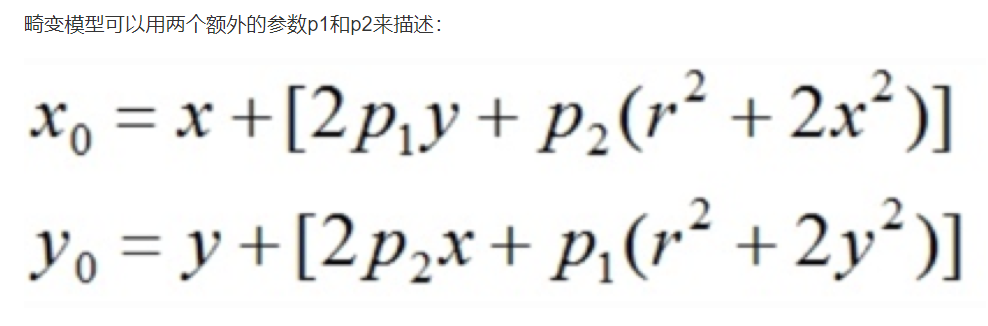 畸变模型可以用两个额外的参数p1和p2来描述：
x₀ = x + [2p₁y + p₂(r² + 2x²)]
y₀ = y + [2p₂x + p₁(r² + 2y²)]